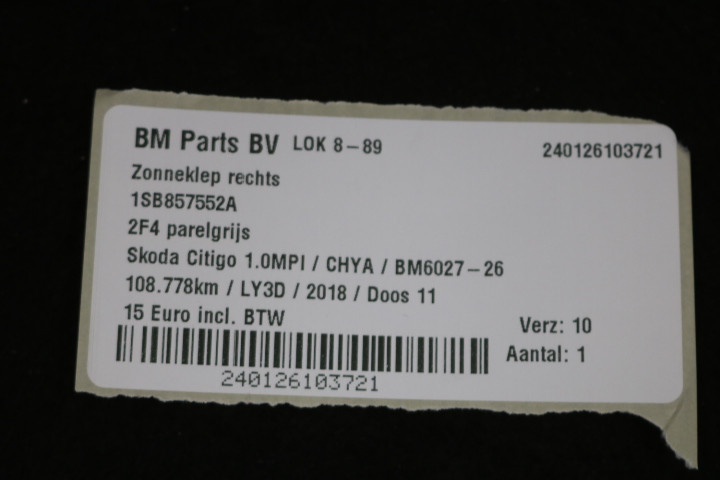 BM Parts BV LOK 8-89 240126103721
Zonneklep rechts
1SB857552A
2F4 parelgrijs
Skoda Citigo 1.0MPI / CHYA / BM6027-26
108.778km / LY3D / 2018 / Doos 11
15 Euro incl. BTW
Verz: 10
Aantal: 1
240126103721